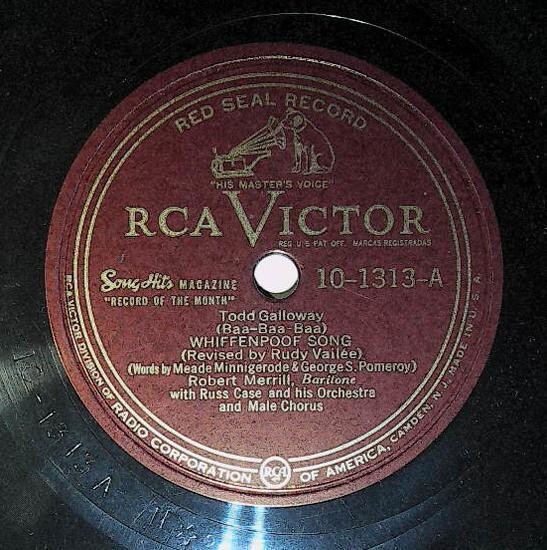 RED SEAL RECORD
"HIS MASTER'S VOICE"
RCA VICTOR
REG. U.S. PAT. OFF. MARCAS REGISTRADAS
Song Hits MAGAZINE
"RECORD OF THE MONTH"
10-1313-A
Todd Galloway
(Baa-Baa-Baa)
WHIFFENPOOF SONG
(Revised by Rudy Vallée)
(Words by Meade Minnigerode & George S. Pomeroy)
Robert Merrill, Baritone
with Russ Case and his Orchestra
and Male Chorus
RCA VICTOR DIVISION OF RADIO CORPORATION OF AMERICA, CAMDEN, N.J. MADE IN U.S.A.
RCA
1313A